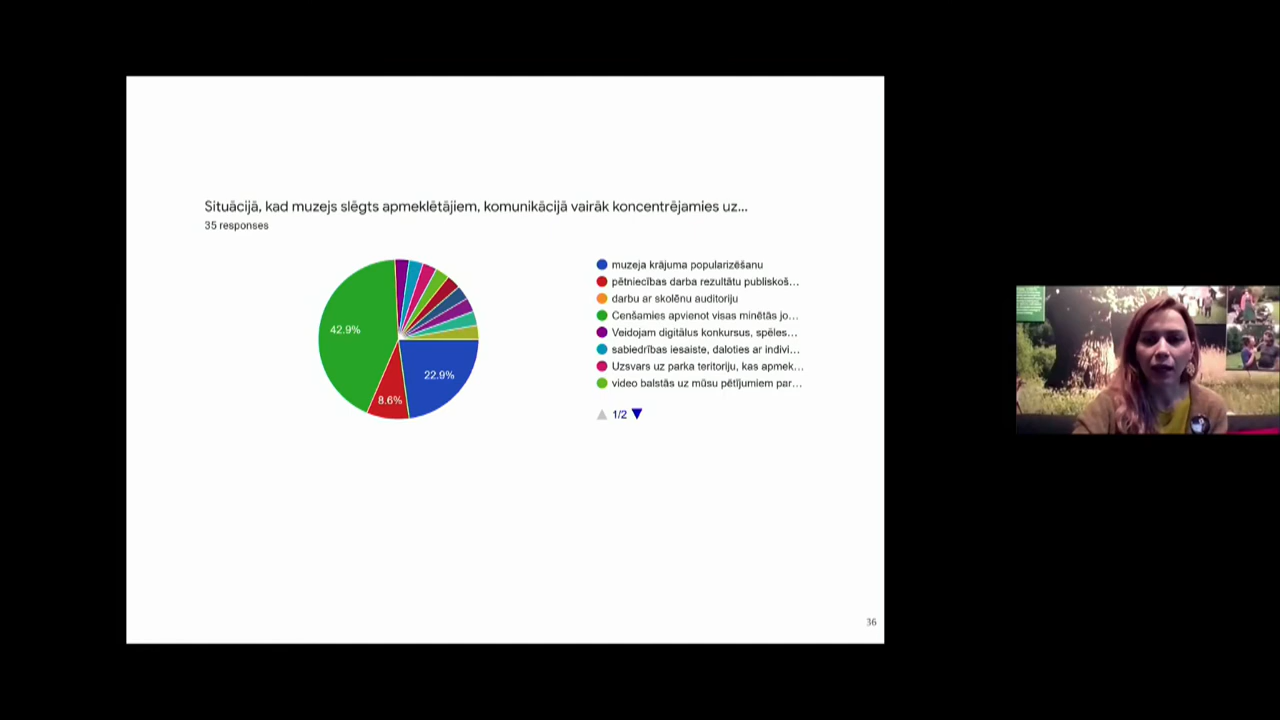 Situācijā, kad muzejs slēgts apmeklētājiem, komunikācijā vairāk koncentrējamies uz...
35 responses
42.9%
22.9%
8.6%
muzeja krājuma popularizēšanu
pētniecības darba rezultātu publiskoš...
darbu ar skolēnu auditoriju
Cenšamies apvienot visas minētās jo...
Veidojam digitālus konkursus, spēles...
sabiedrības iesaiste, daloties ar indivi...
Uzsvars uz parka teritoriju, kas apmek...
video balstās uz mūsu pētījumiem par...
1/2
36